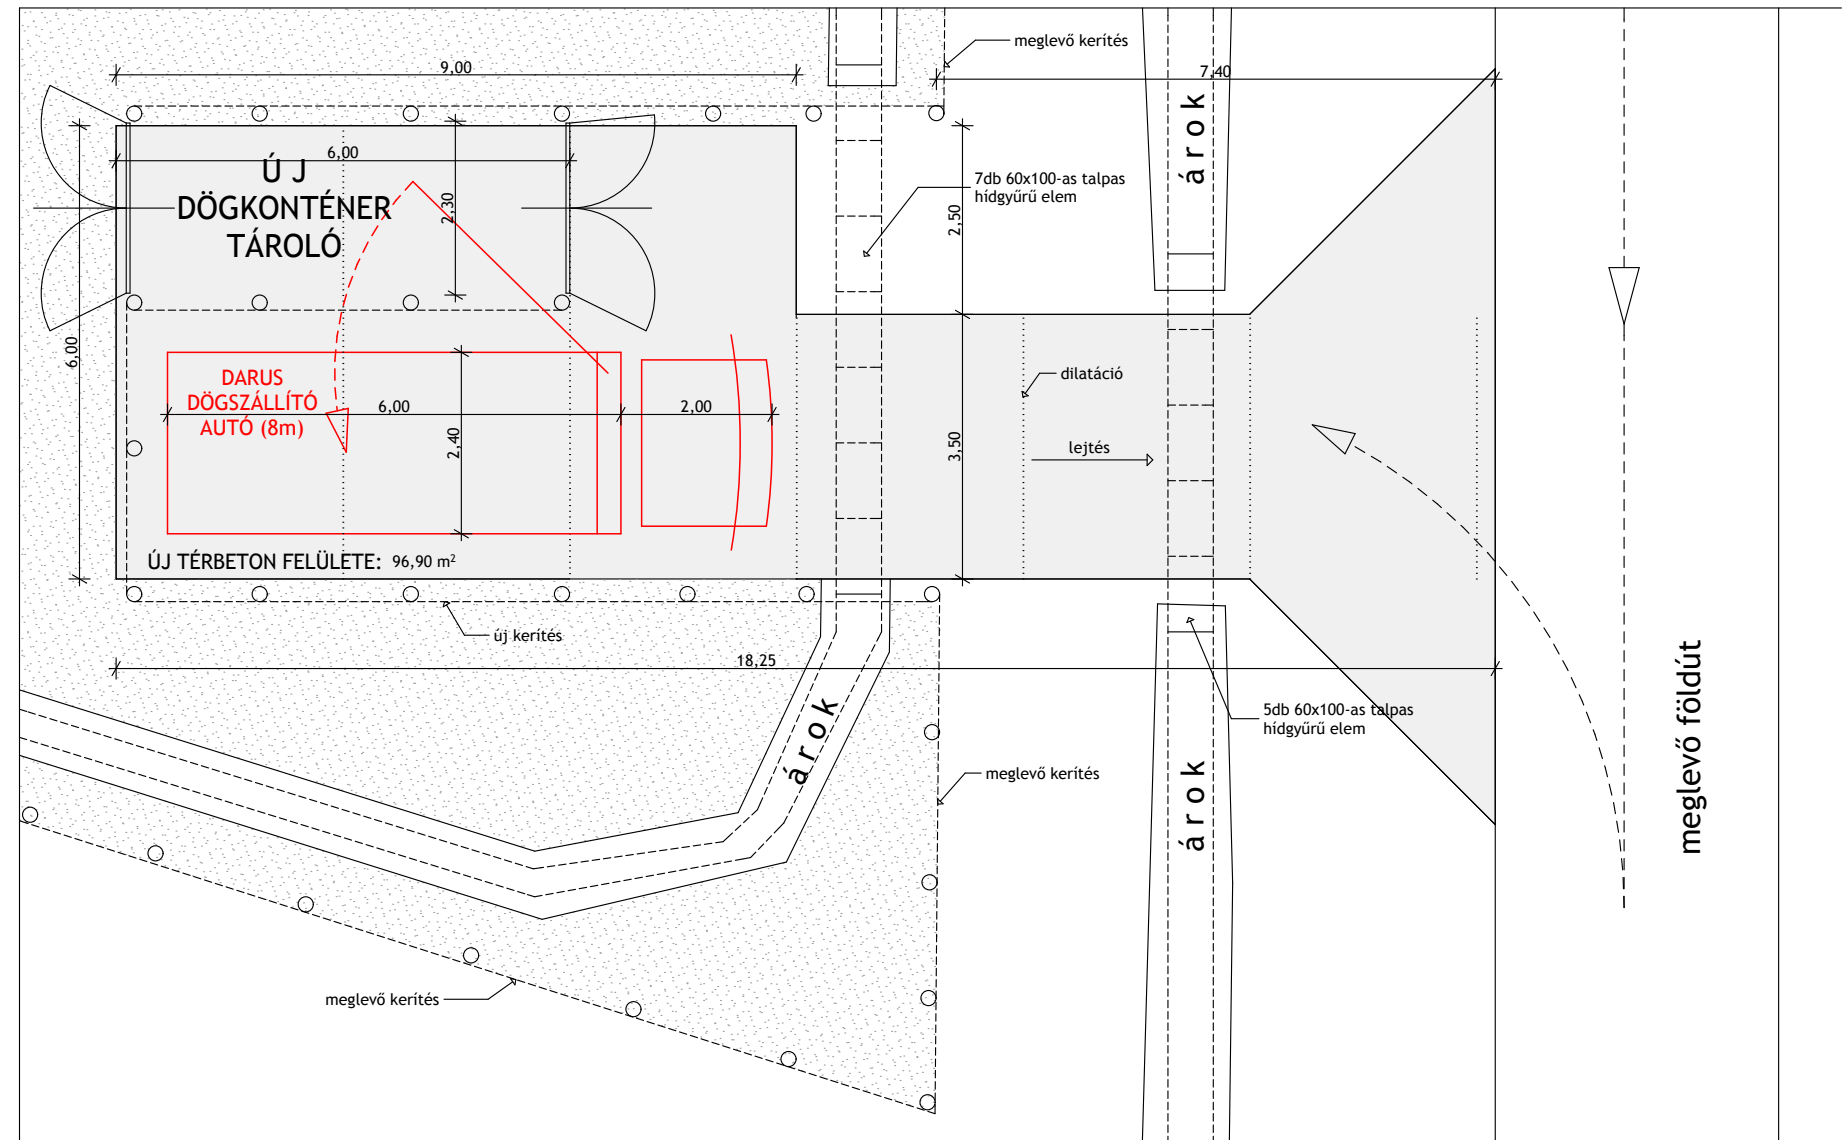 meglevő kerítés
9,00
7,40
árok
6,00
Ú J
DÖGKONTÉNER
TÁROLÓ
2,30
7db 60x100-as talpas
hídgyűrű elem
2,50
6,00
DARUS
DÖGSZÁLLÍTÓ
AUTÓ (8m)
6,00
2,00
2,40
dilatáció
lejtés
3,50
ÚJ TÉRBETON FELÜLETE: 96,90 m²
új kerítés
18,25
árok
5db 60x100-as talpas
hídgyűrű elem
meglevő kerítés
árok
meglevő földút
meglevő kerítés